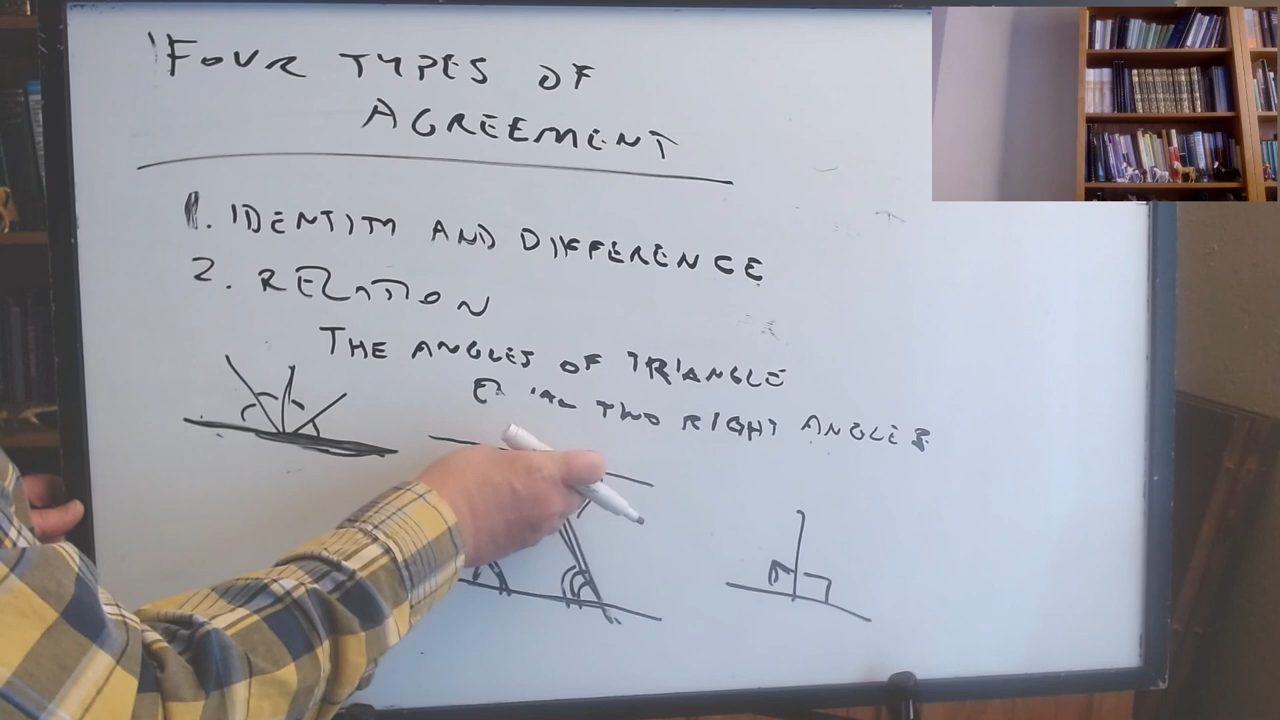 FOUR TYPES OF
AGREEMENT
1. IDENTITY AND DIFFERENCE
2. RELATION
THE ANGLES OF TRIANGLE
TWO RIGHT ANGLES